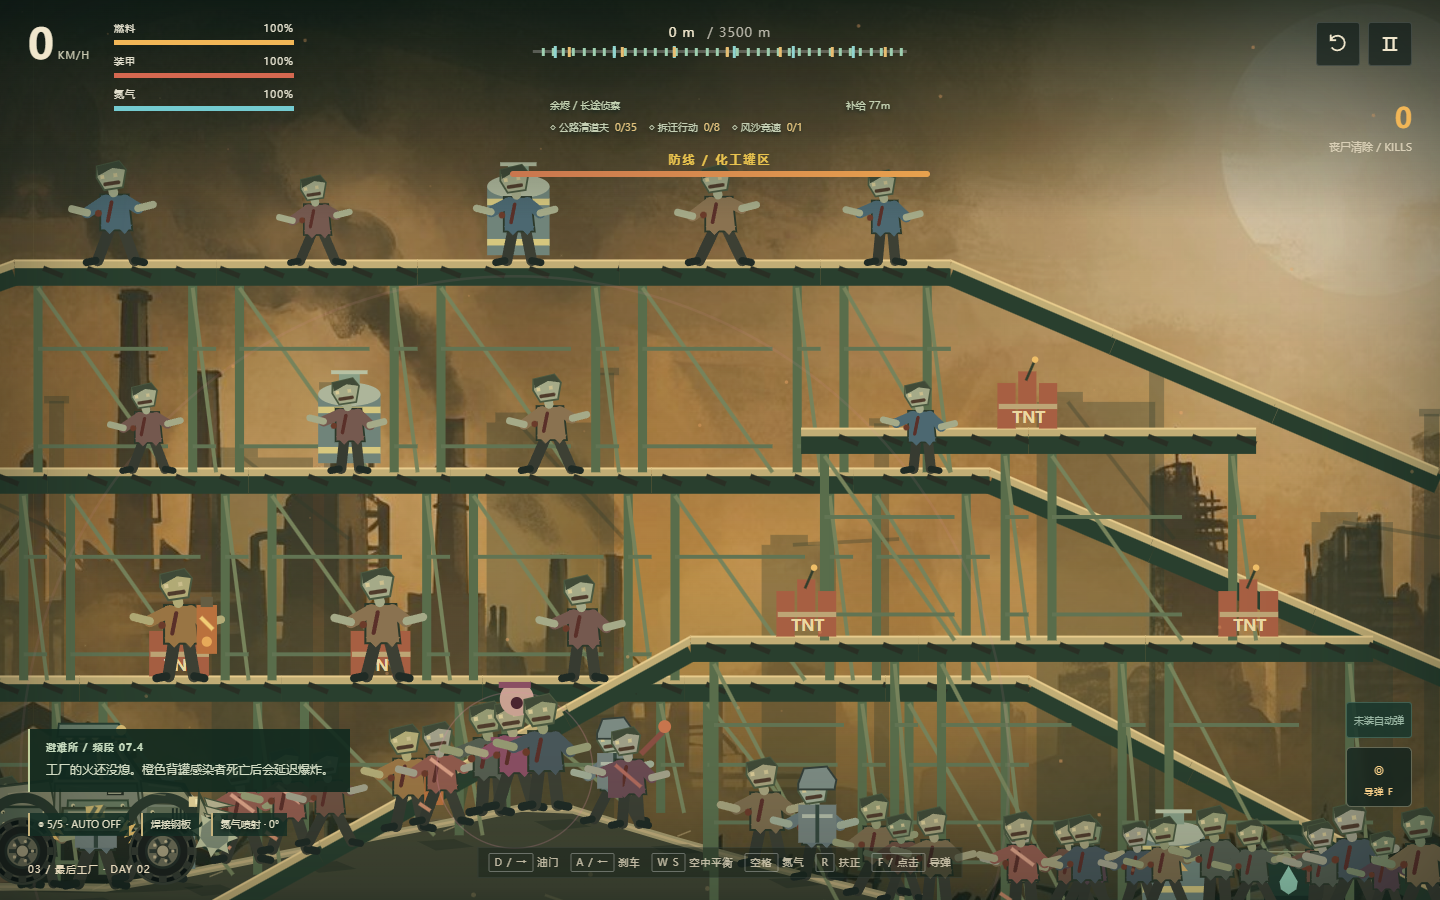 0 KM/H
燃料 100%
装甲 100%
氮气 100%
0 m / 3500 m
余烬 / 长途侦察 补给 77m
公路清道夫 0/35 拆迁行动 0/8 风沙竞速 0/1
防线 / 化工罐区
0
丧尸清除 / KILLS
TNT
TNT
TNT
避难所 / 频段 07.4
工厂的火还没熄。橙色背罐感染者死亡后会延迟爆炸。
5/5 · AUTO OFF 焊接钢板 氮气喷射 · 0°
03 / 最后工厂 · DAY 02
D / → 油门 A / ← 刹车 W S 空中平衡 空格 氮气 R 扶正 F / 点击 导弹
未装自动弹
导弹 F